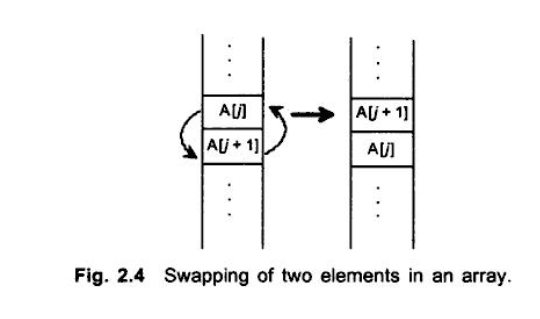 A[j]
A[j + 1]
A[j + 1]
A[j]
Fig. 2.4 Swapping of two elements in an array.